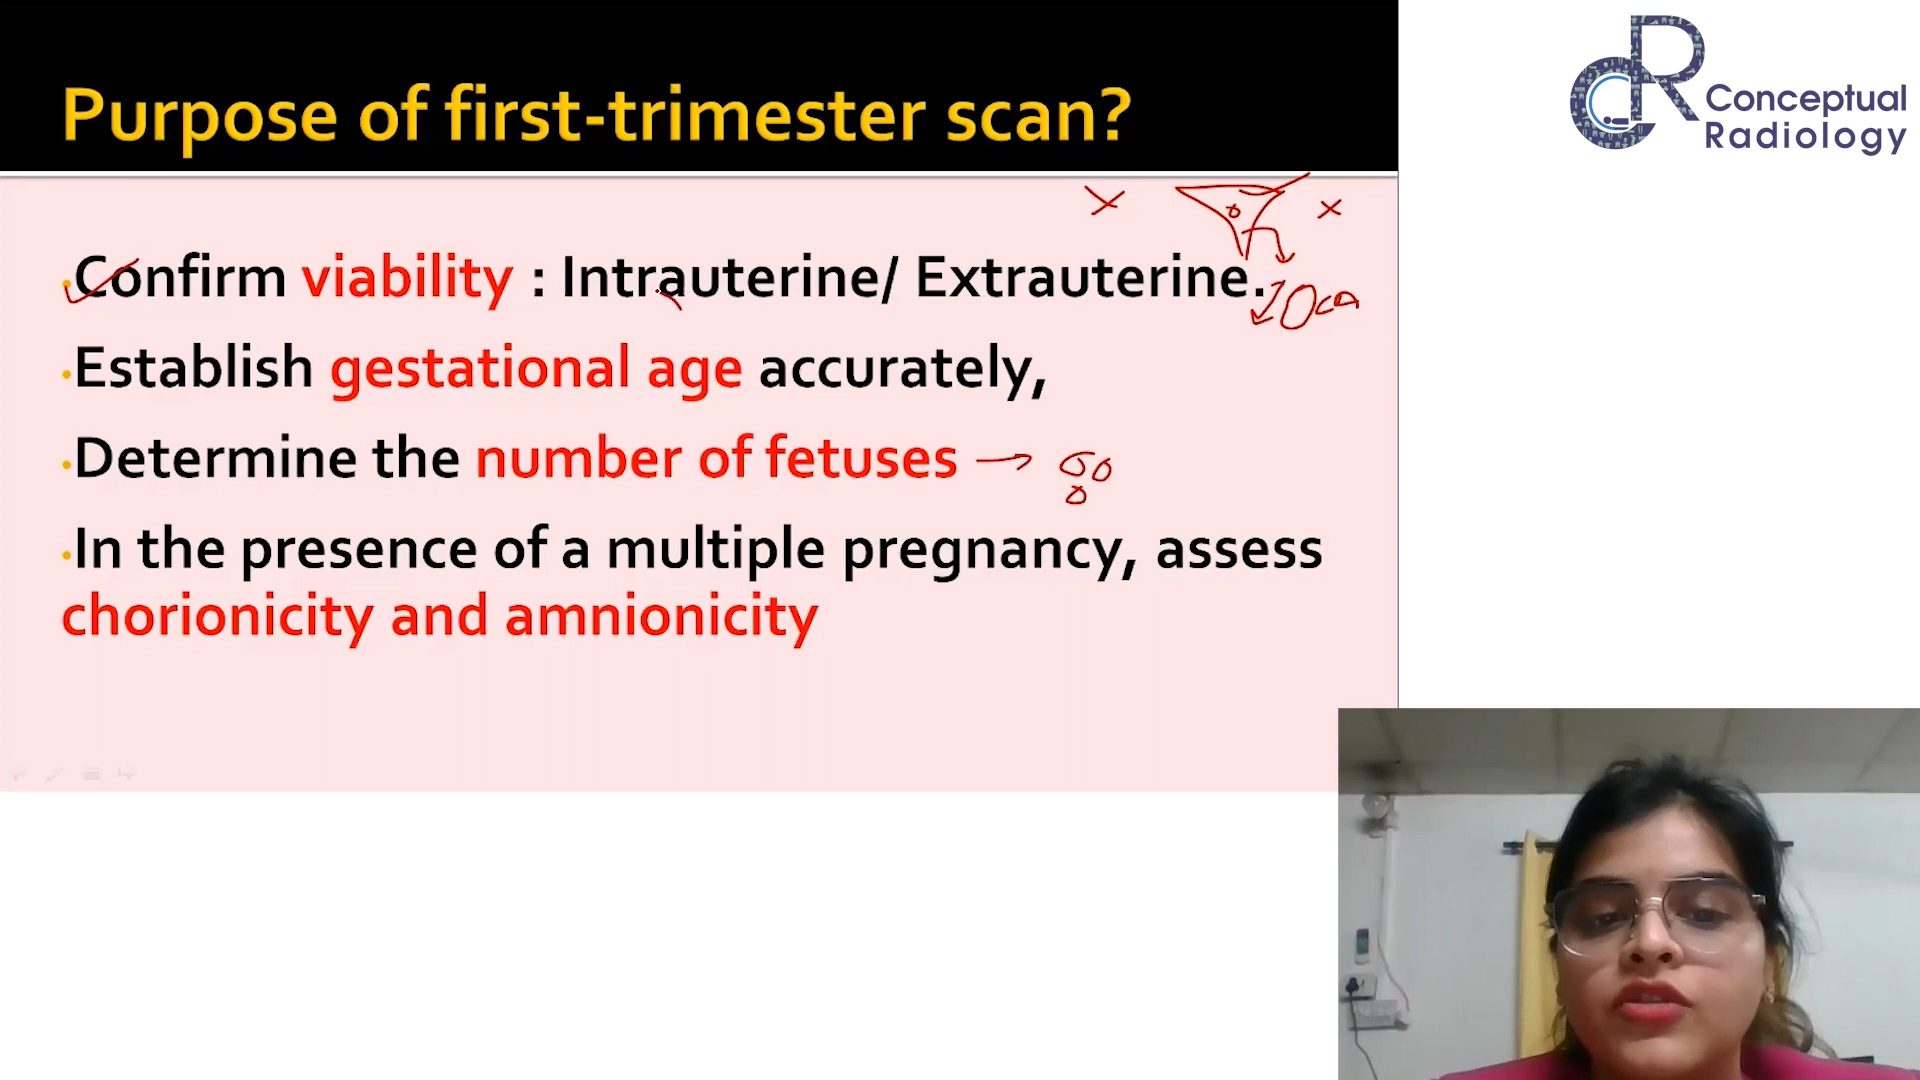 Purpose of first-trimester scan?
Conceptual
Radiology
•Confirm viability : Intrauterine/ Extrauterine.
•Establish gestational age accurately,
•Determine the number of fetuses
•In the presence of a multiple pregnancy, assess
chorionicity and amnionicity